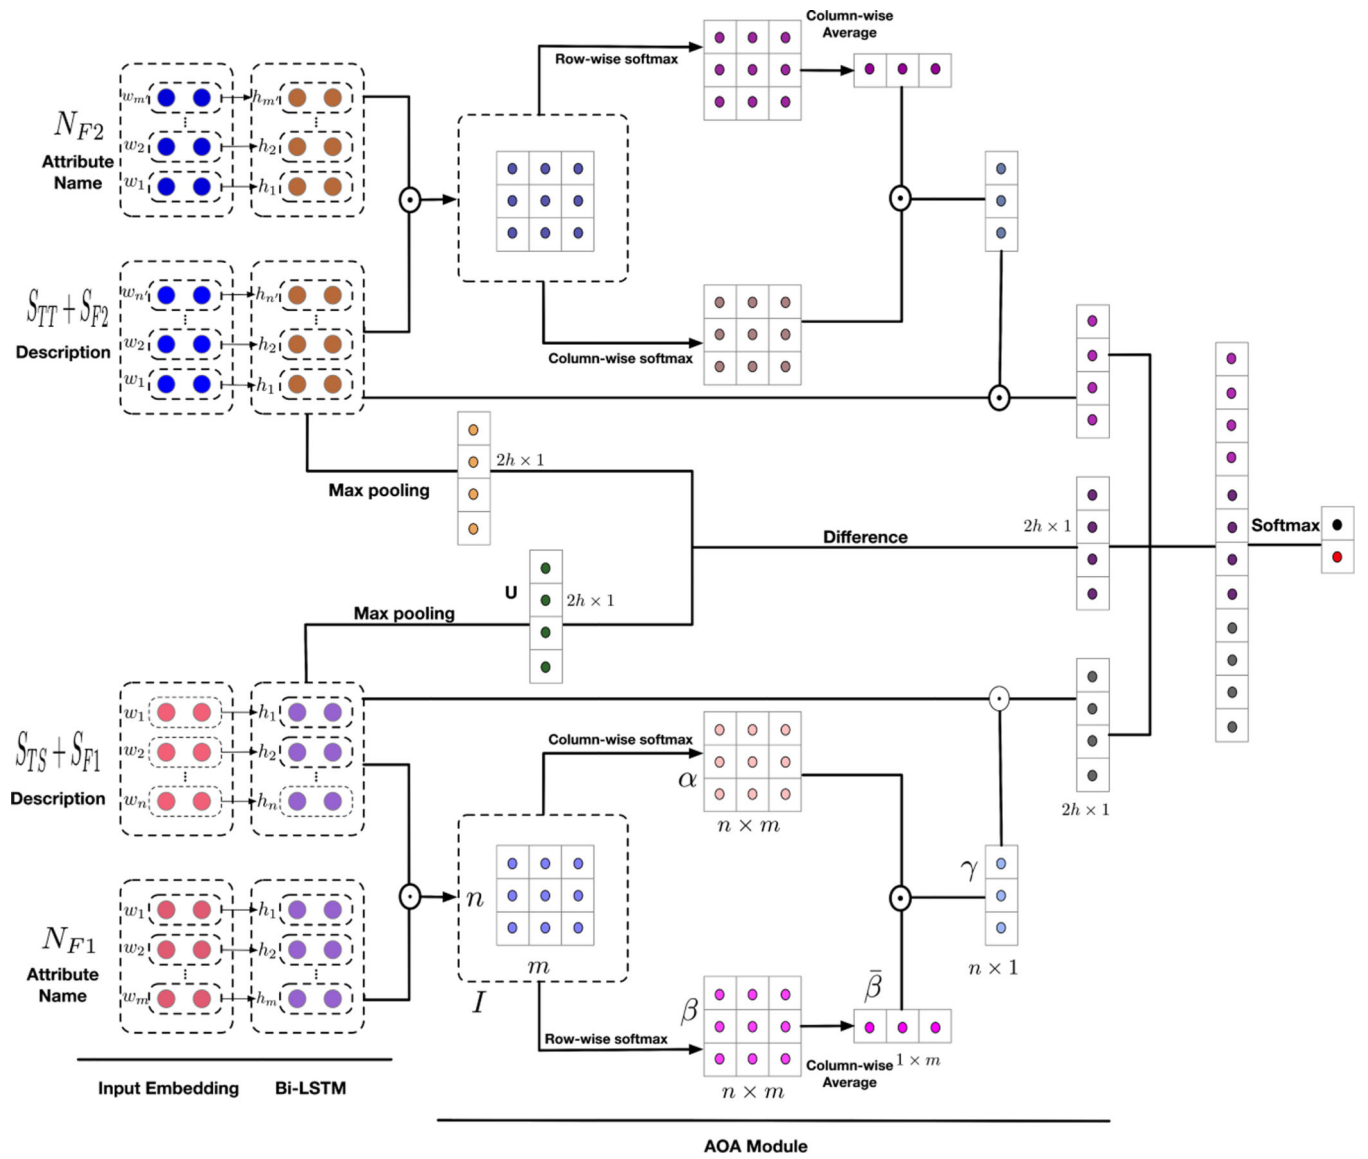 Column-wise
Average
Row-wise softmax
w_{m'}
h_{m'}
N_{F2}
Attribute
Name
w_2
h_2
w_1
h_1
w_{n'}
h_{n'}
S_{TT} + S_{F2}
Description
w_2
h_2
Column-wise softmax
w_1
h_1
2h × 1
Max pooling
2h × 1
Softmax
Difference
U
2h × 1
Max pooling
w_1
h_1
Column-wise softmax
S_{TS} + S_{F1}
w_2
h_2
α
Description
w_n
h_n
2h × 1
n × m
γ
n
w_1
h_1
N_{F1}
w_2
h_2
m
n × 1
Attribute
Name
w_m
h_m
I
β
β̄
Row-wise softmax
Column-wise
Average
1 × m
n × m
Input Embedding
Bi-LSTM
AOA Module